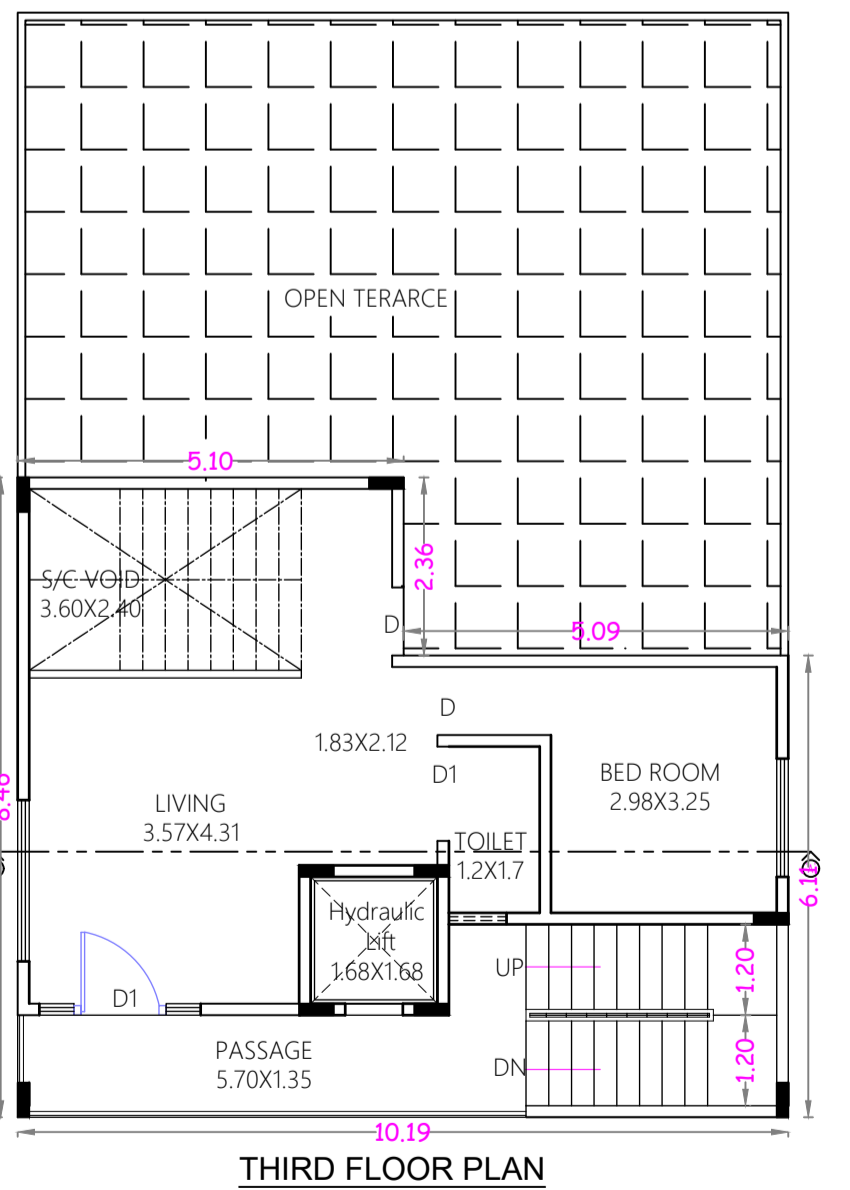 OPEN TERARCE
5.10
2.36
5.09
S/C VOID
3.60X2.40
D
D
1.83X2.12
D1
BED ROOM
2.98X3.25
LIVING
3.57X4.31
TOILET
1.2X1.7
6.11
Hydraulic
Lift
1.68X1.68
UP
1.20
D1
PASSAGE
5.70X1.35
DN
1.20
10.19
THIRD FLOOR PLAN